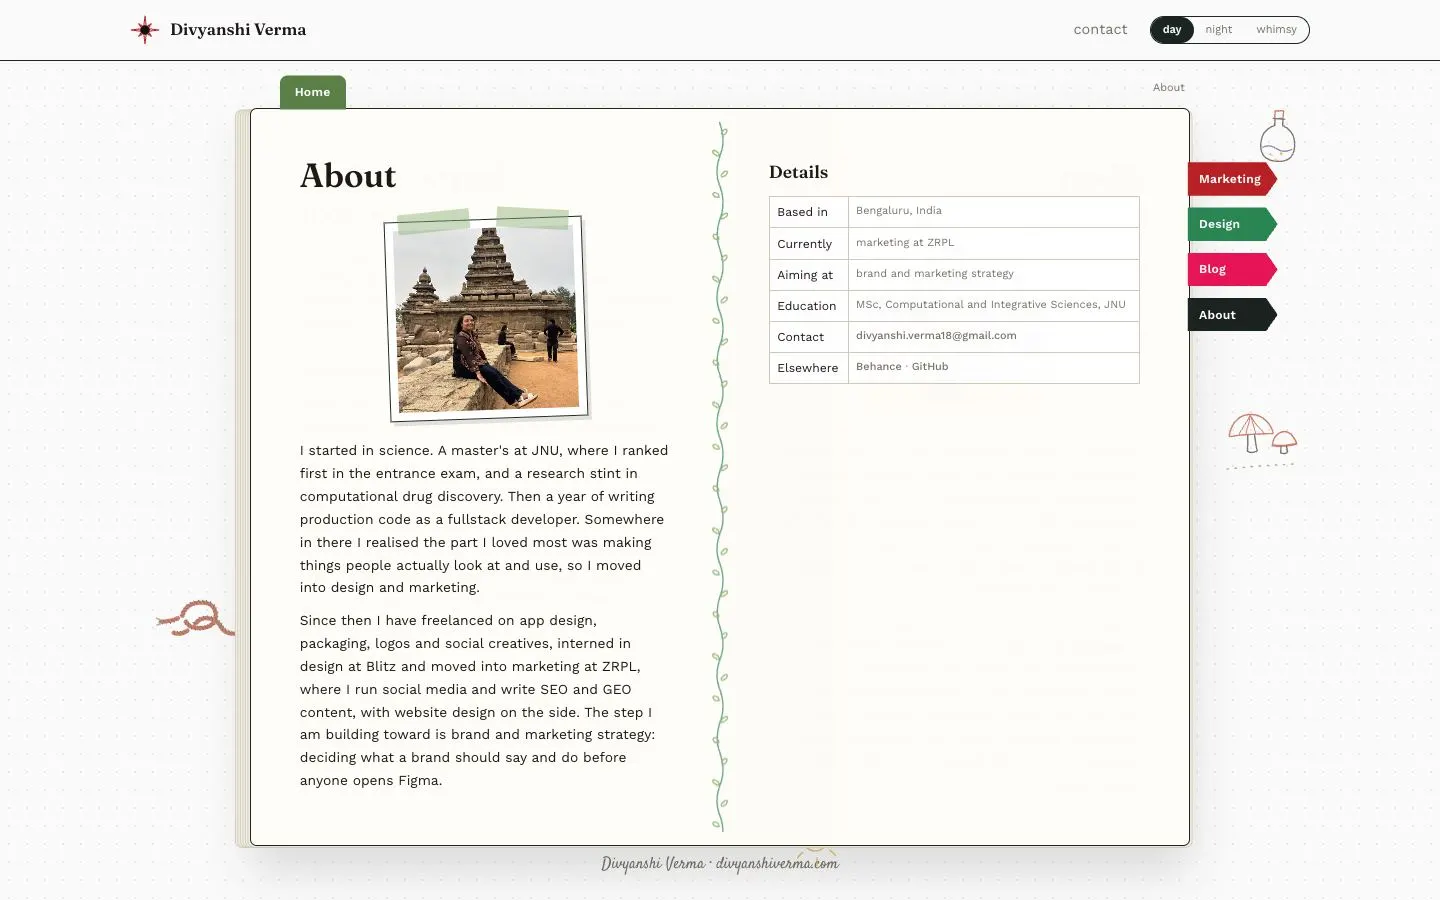 Divyanshi Verma
contact
day night whimsy
Home
About
About
I started in science. A master's at JNU, where I ranked
first in the entrance exam, and a research stint in
computational drug discovery. Then a year of writing
production code as a fullstack developer. Somewhere
in there I realised the part I loved most was making
things people actually look at and use, so I moved
into design and marketing.
Since then I have freelanced on app design,
packaging, logos and social creatives, interned in
design at Blitz and moved into marketing at ZRPL,
where I run social media and write SEO and GEO
content, with website design on the side. The step I
am building toward is brand and marketing strategy:
deciding what a brand should say and do before
anyone opens Figma.
Details
Based in Bengaluru, India
Currently marketing at ZRPL
Aiming at brand and marketing strategy
Education MSc, Computational and Integrative Sciences, JNU
Contact divyanshi.verma18@gmail.com
Elsewhere Behance · GitHub
Marketing
Design
Blog
About
Divyanshi Verma · divyanshiverma.com